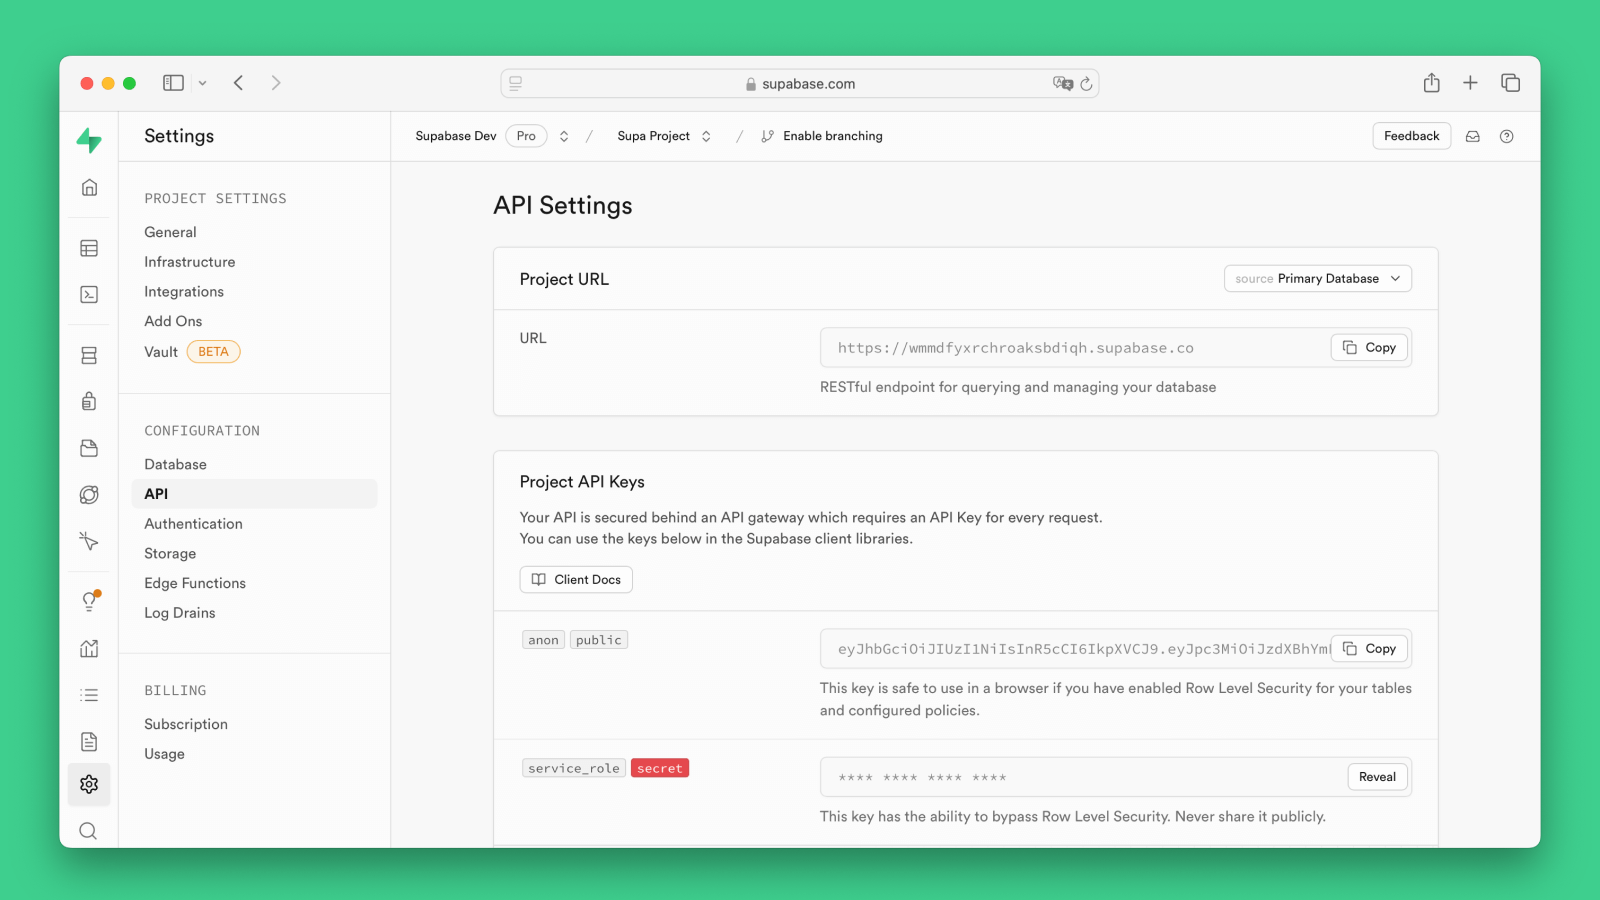 supabase.com
Settings
Supabase Dev Pro / Supa Project / Enable branching
Feedback
PROJECT SETTINGS
General
Infrastructure
Integrations
Add Ons
Vault BETA
CONFIGURATION
Database
API
Authentication
Storage
Edge Functions
Log Drains
BILLING
Subscription
Usage
API Settings
Project URL
source Primary Database
URL
https://wmmdfyxrchroaksbdiqh.supabase.co
Copy
RESTful endpoint for querying and managing your database
Project API Keys
Your API is secured behind an API gateway which requires an API Key for every request.
You can use the keys below in the Supabase client libraries.
Client Docs
anon public
eyJhbGciOiJIUzI1NiIsInR5cCI6IkpXVCJ9.eyJpc3MiOiJzdXBhYm
Copy
This key is safe to use in a browser if you have enabled Row Level Security for your tables
and configured policies.
service_role secret
**** **** **** ****
Reveal
This key has the ability to bypass Row Level Security. Never share it publicly.